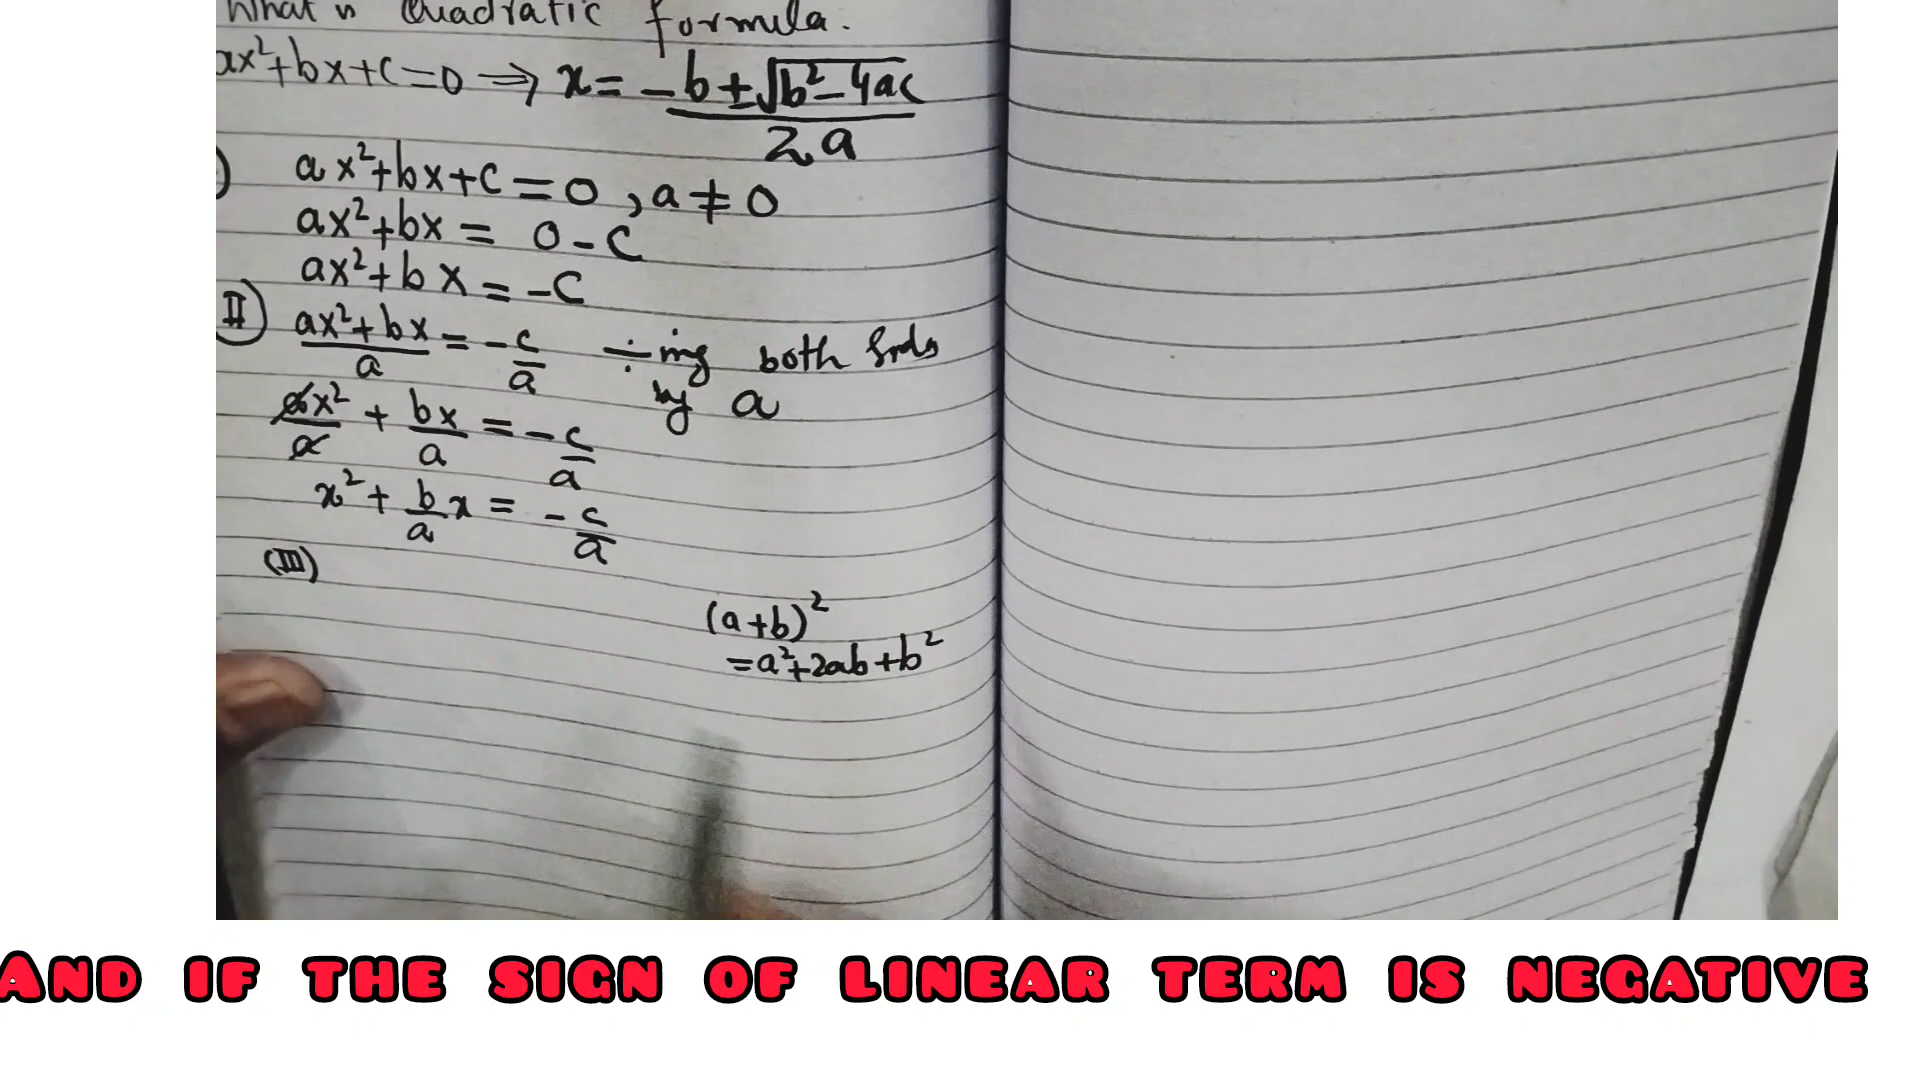 What is Quadratic formula.
ax²+bx+c=0 ⇒ x= -b±√b²-4ac / 2a
) ax²+bx+c=0, a≠0
ax²+bx = 0-c
ax²+bx = -c
II) ax²+bx / a = -c/a ÷ing both
by a
ax²/a + bx/a = -c/a
x² + b/a x = -c/a
(III)
(a+b)²
=a²+2ab+b²
AND IF THE SIGN OF LINEAR TERM IS NEGATIVE